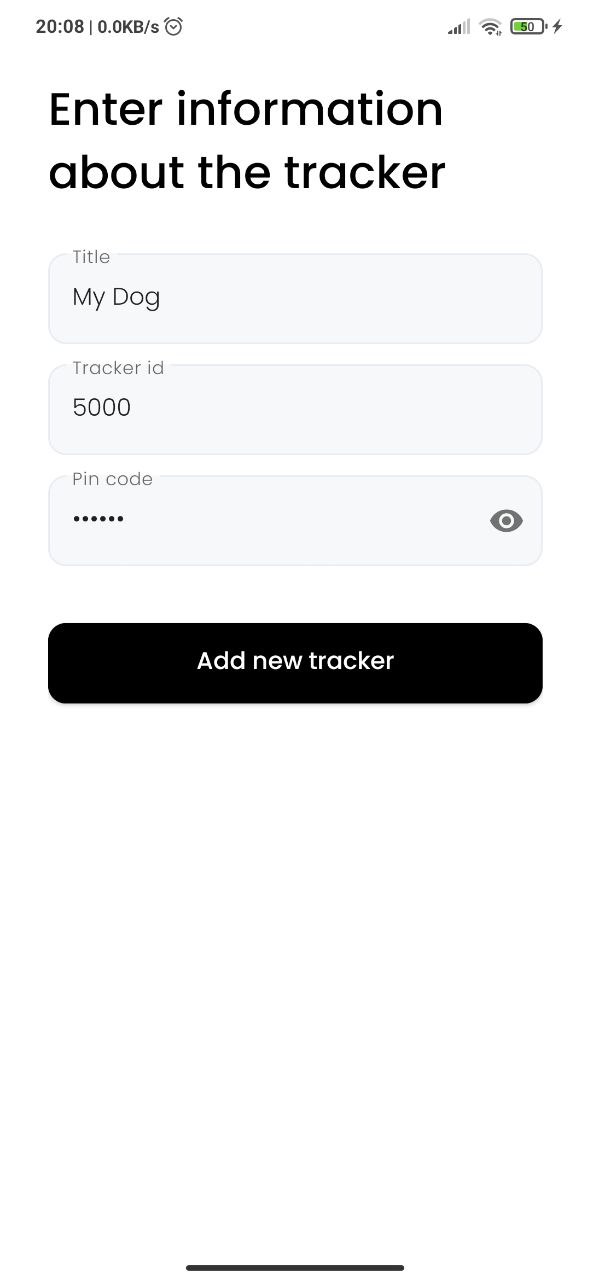 20:08 | 0.0KB/s
50
Enter information
about the tracker
Title
My Dog
Tracker id
5000
Pin code
••••••
Add new tracker